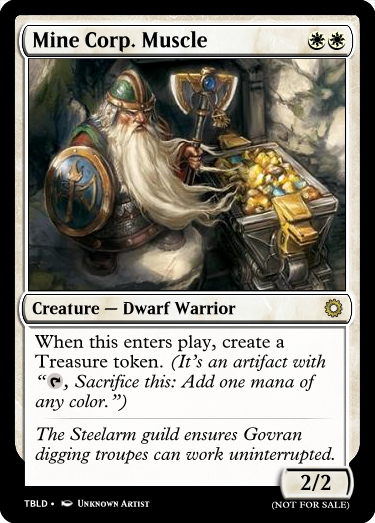 Mine Corp. Muscle
Creature — Dwarf Warrior
When this enters play, create a
Treasure token. (It's an artifact with
“, Sacrifice this: Add one mana of
any color.”)
The Steelarm guild ensures Govran
digging troupes can work uninterrupted.
2/2
TBLD • Unknown Artist
(NOT FOR SALE)